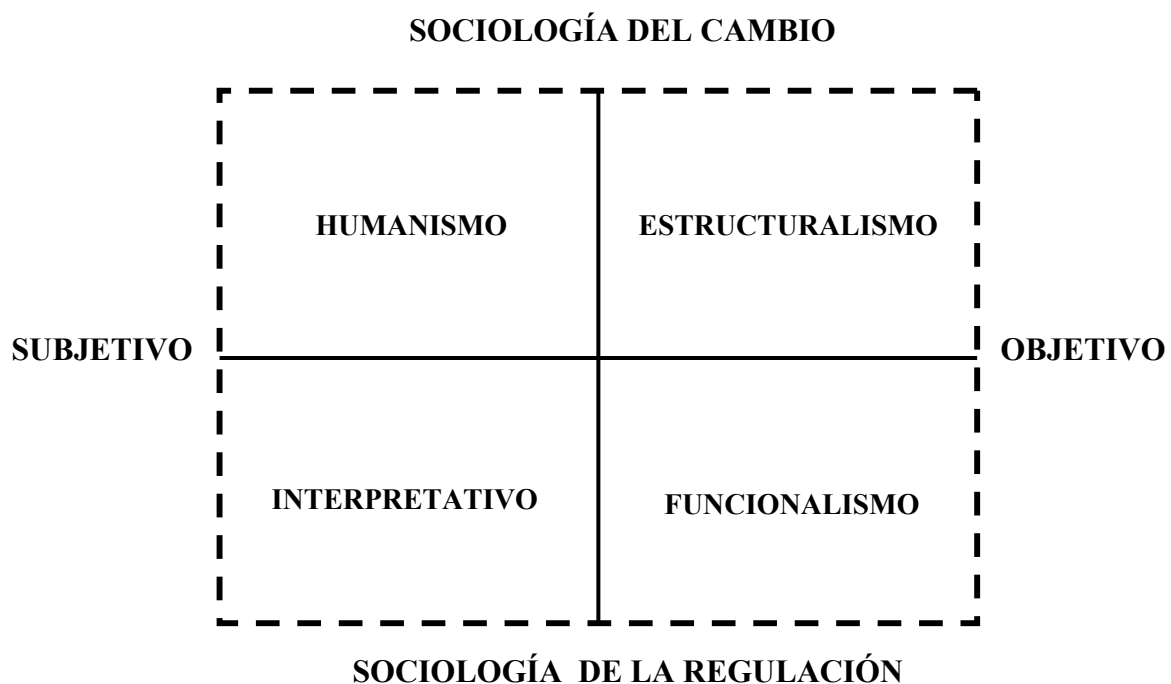 SOCIOLOGÍA DEL CAMBIO
HUMANISMO
ESTRUCTURALISMO
SUBJETIVO
OBJETIVO
INTERPRETATIVO
FUNCIONALISMO
SOCIOLOGÍA DE LA REGULACIÓN